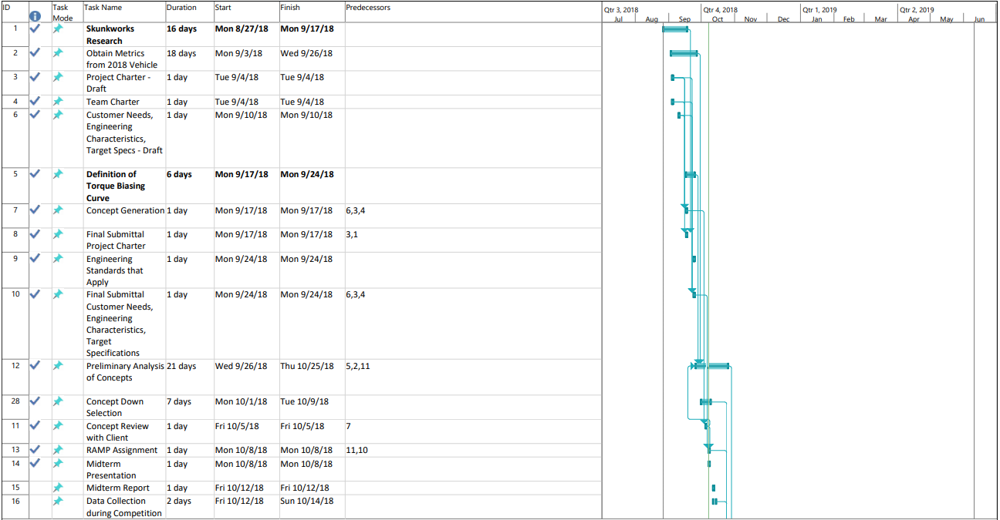 ID Task Mode Task Name Duration Start Finish Predecessors
Qtr 3, 2018 Qtr 4, 2018 Qtr 1, 2019 Qtr 2, 2019
Jul Aug Sep Oct Nov Dec Jan Feb Mar Apr May Jun
1 Skunkworks Research 16 days Mon 8/27/18 Mon 9/17/18
2 Obtain Metrics from 2018 Vehicle 18 days Mon 9/3/18 Wed 9/26/18
3 Project Charter - Draft 1 day Tue 9/4/18 Tue 9/4/18
4 Team Charter 1 day Tue 9/4/18 Tue 9/4/18
6 Customer Needs, Engineering Characteristics, Target Specs - Draft 1 day Mon 9/10/18 Mon 9/10/18
5 Definition of Torque Biasing Curve 6 days Mon 9/17/18 Mon 9/24/18
7 Concept Generation 1 day Mon 9/17/18 Mon 9/17/18 6,3,4
8 Final Submittal Project Charter 1 day Mon 9/17/18 Mon 9/17/18 3,1
9 Engineering Standards that Apply 1 day Mon 9/24/18 Mon 9/24/18
10 Final Submittal Customer Needs, Engineering Characteristics, Target Specifications 1 day Mon 9/24/18 Mon 9/24/18 6,3,4
12 Preliminary Analysis of Concepts 21 days Wed 9/26/18 Thu 10/25/18 5,2,11
28 Concept Down Selection 7 days Mon 10/1/18 Tue 10/9/18
11 Concept Review with Client 1 day Fri 10/5/18 Fri 10/5/18 7
13 RAMP Assignment 1 day Mon 10/8/18 Mon 10/8/18 11,10
14 Midterm Presentation 1 day Mon 10/8/18 Mon 10/8/18
15 Midterm Report 1 day Fri 10/12/18 Fri 10/12/18
16 Data Collection during Competition 2 days Fri 10/12/18 Sun 10/14/18